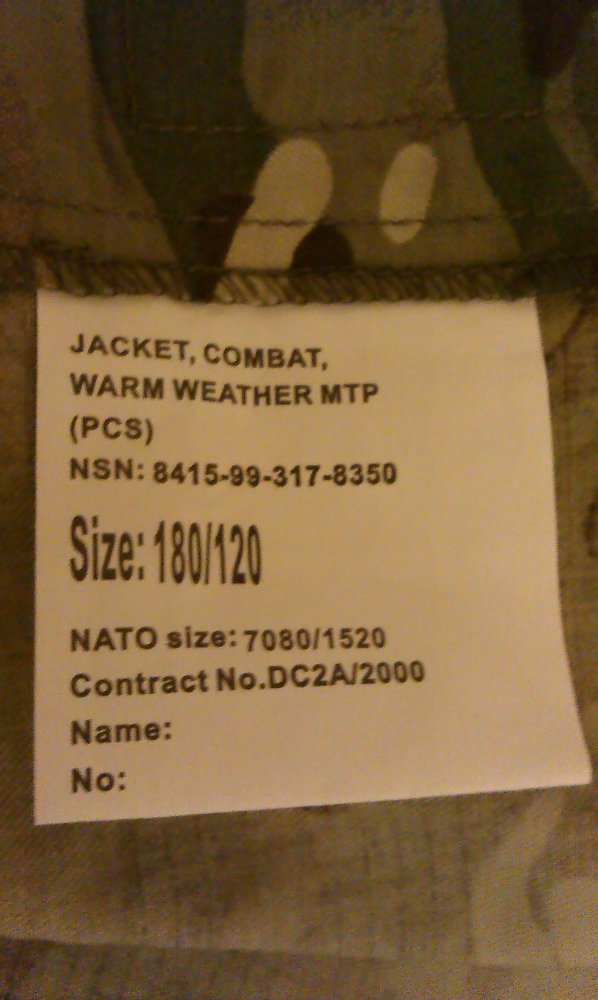 JACKET, COMBAT,
WARM WEATHER MTP
(PCS)
NSN: 8415-99-317-8350
Size: 180/120
NATO size: 7080/1520
Contract No.DC2A/2000
Name:
No: